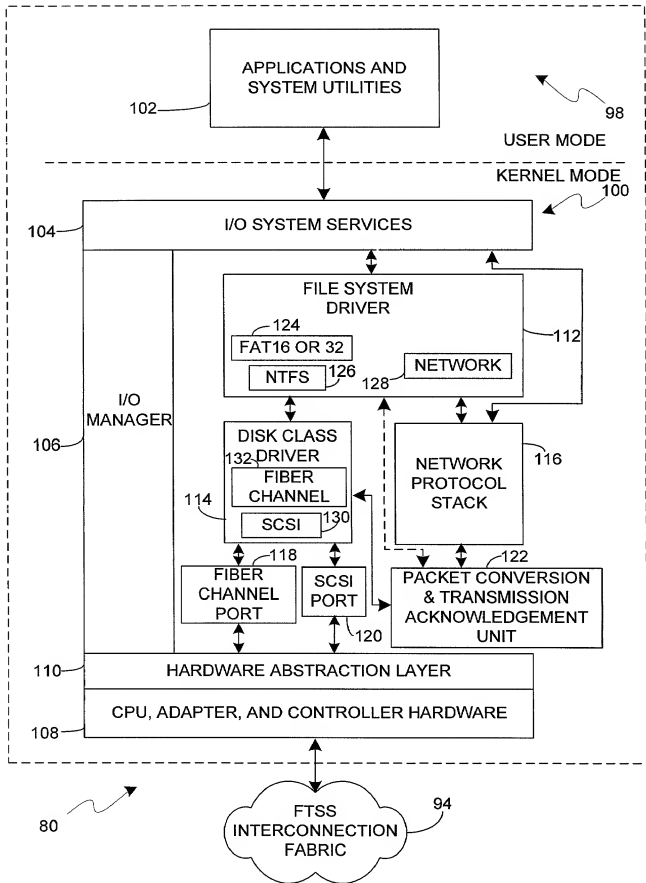 APPLICATIONS AND
SYSTEM UTILITIES
102
98
USER MODE
KERNEL MODE
100
104
I/O SYSTEM SERVICES
FILE SYSTEM
DRIVER
112
124
FAT16 OR 32
126
NTFS
128
NETWORK
I/O
MANAGER
106
DISK CLASS
DRIVER
132
FIBER
CHANNEL
114
130
SCSI
NETWORK
PROTOCOL
STACK
116
118
FIBER
CHANNEL
PORT
SCSI
PORT
120
122
PACKET CONVERSION
& TRANSMISSION
ACKNOWLEDGEMENT
UNIT
110
HARDWARE ABSTRACTION LAYER
108
CPU, ADAPTER, AND CONTROLLER HARDWARE
80
94
FTSS
INTERCONNECTION
FABRIC